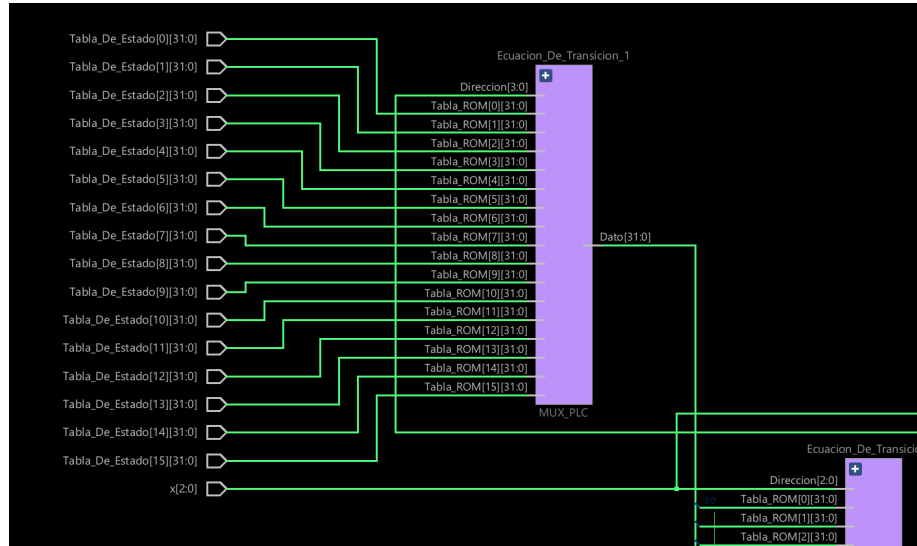 Tabla_De_Estado[0][31:0]
Tabla_De_Estado[1][31:0]
Tabla_De_Estado[2][31:0]
Tabla_De_Estado[3][31:0]
Tabla_De_Estado[4][31:0]
Tabla_De_Estado[5][31:0]
Tabla_De_Estado[6][31:0]
Tabla_De_Estado[7][31:0]
Tabla_De_Estado[8][31:0]
Tabla_De_Estado[9][31:0]
Tabla_De_Estado[10][31:0]
Tabla_De_Estado[11][31:0]
Tabla_De_Estado[12][31:0]
Tabla_De_Estado[13][31:0]
Tabla_De_Estado[14][31:0]
Tabla_De_Estado[15][31:0]
x[2:0]
Ecuacion_De_Transicion_1
Direccion[3:0]
Tabla_ROM[0][31:0]
Tabla_ROM[1][31:0]
Tabla_ROM[2][31:0]
Tabla_ROM[3][31:0]
Tabla_ROM[4][31:0]
Tabla_ROM[5][31:0]
Tabla_ROM[6][31:0]
Tabla_ROM[7][31:0]
Tabla_ROM[8][31:0]
Tabla_ROM[9][31:0]
Tabla_ROM[10][31:0]
Tabla_ROM[11][31:0]
Tabla_ROM[12][31:0]
Tabla_ROM[13][31:0]
Tabla_ROM[14][31:0]
Tabla_ROM[15][31:0]
Dato[31:0]
MUX_PLC
Ecuacion_De_Transicio
Direccion[2:0]
3:0
Tabla_ROM[0][31:0]
Tabla_ROM[1][31:0]
Tabla_ROM[2][31:0]